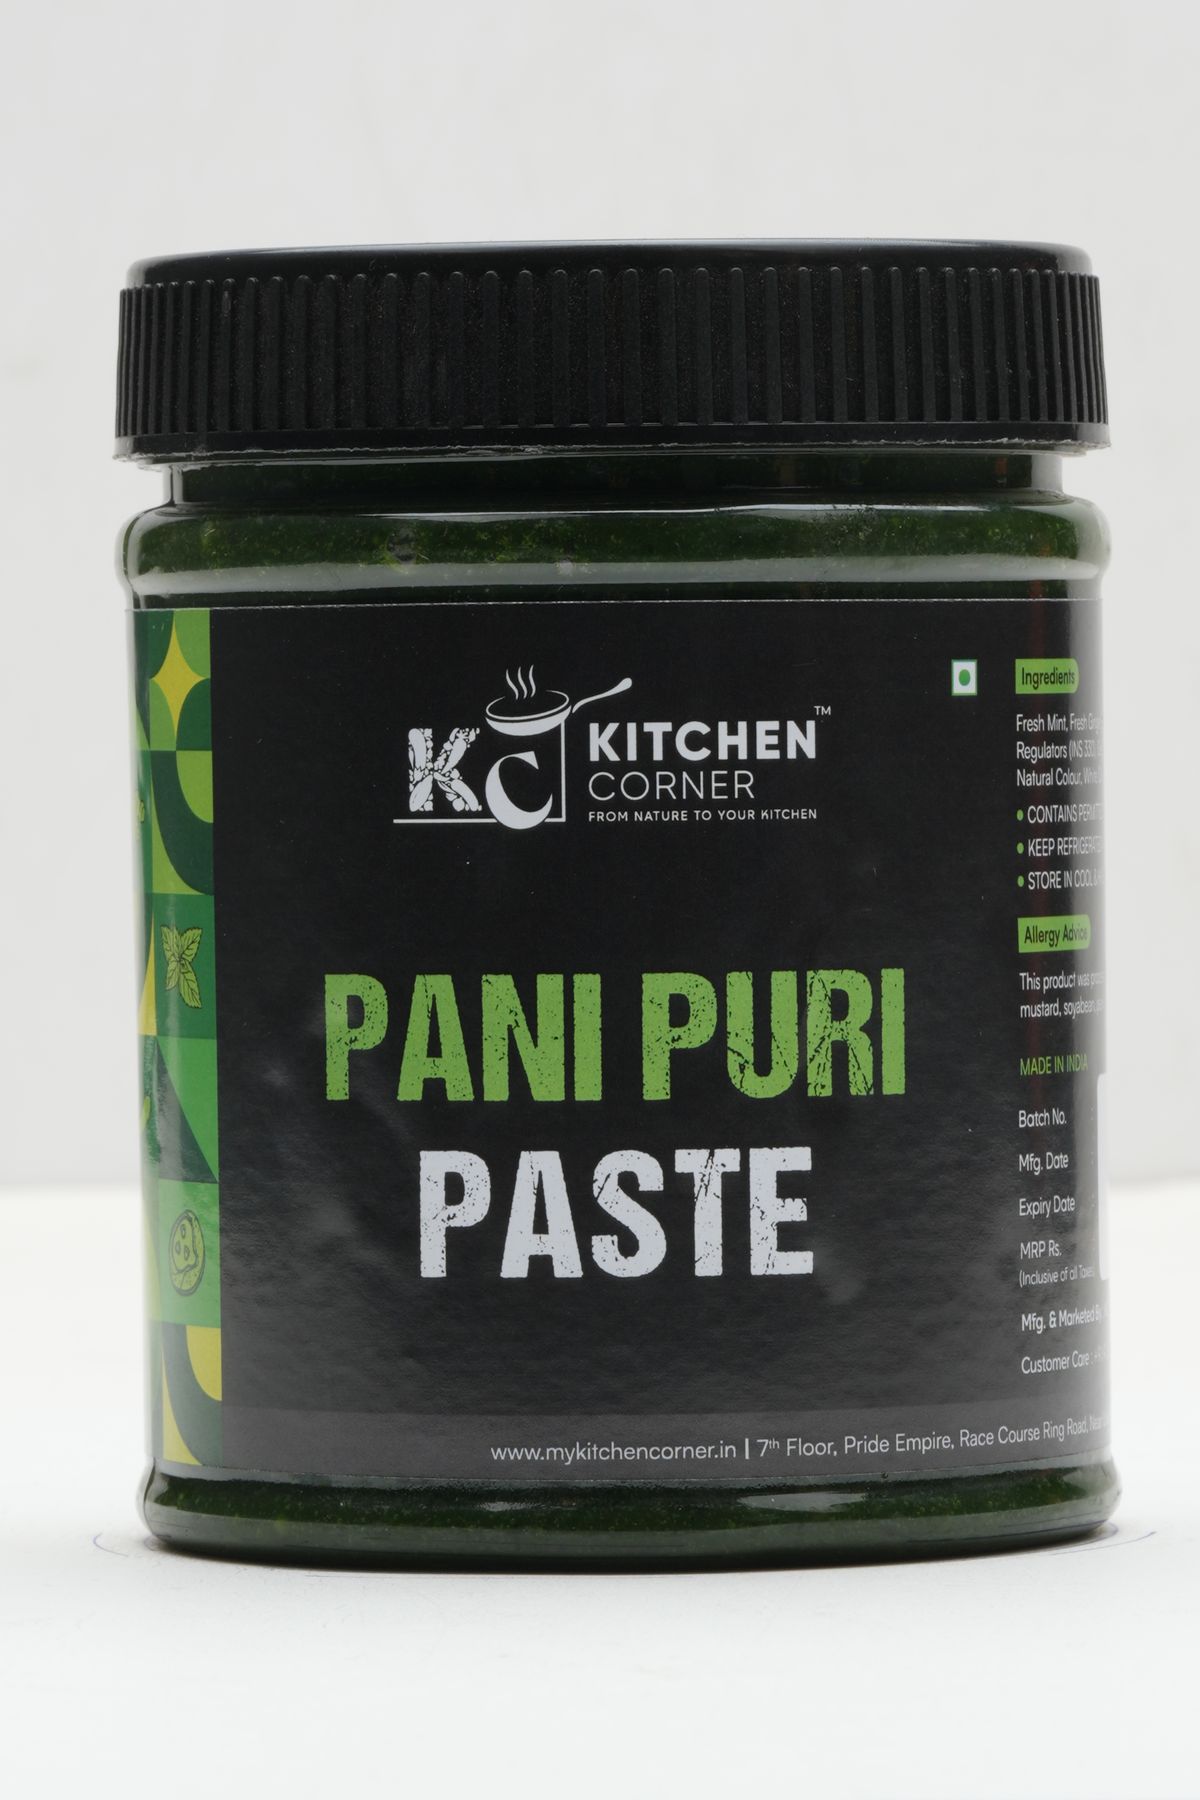 KC
KITCHEN™
CORNER
FROM NATURE TO YOUR KITCHEN
PANI PURI
PASTE
Ingredients
Fresh Mint, Fresh
Regulators (INS 330,
Natural Colour,
• CONTAINS
• KEEP
• STORE IN COOL &
Allergy Advice
This product was
mustard, soyabean,
MADE IN INDIA
Batch No. :
Mfg. Date :
Expiry Date
MRP Rs.
(Inclusive of all Taxes)
Mfg. & Marketed By
Customer Care :
www.mykitchencorner.in | 7th Floor, Pride Empire, Race Course Ring Road,